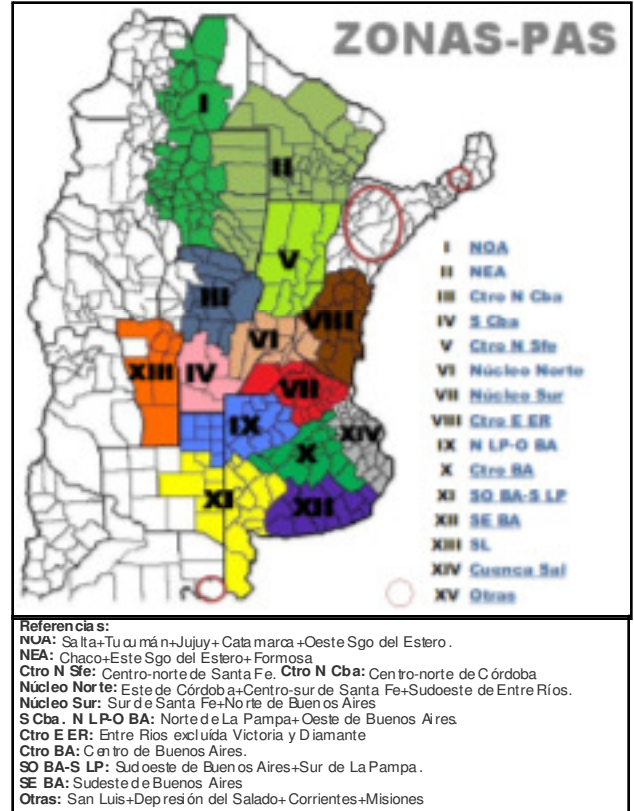 ZONAS-PAS
I NOA
II NEA
III Ctro N Cba
IV S Cba
V Ctro N Sfe
VI Núcleo Norte
VII Núcleo Sur
VIII Ctro E ER
IX N LP-O BA
X Ctro BA
XI SO BA-S LP
XII SE BA
XIII SL
XIV Cuenca Sal
XV Otras
I
II
V
III
VIII
VI
XIII
IV
VII
IX
XIV
X
XI
XII
Referencias:
NOA: Salta+Tucumán+Jujuy+Catamarca+Oeste Sgo del Estero.
NEA: Chaco+Este Sgo del Estero+Formosa
Ctro N Sfe: Centro-norte de Santa Fe. Ctro N Cba: Centro-norte de Córdoba
Núcleo Norte: Este de Córdoba+Centro-sur de Santa Fe+Sudoeste de Entre Ríos.
Núcleo Sur: Sur de Santa Fe+Norte de Buenos Aires
S Cba. N LP-O BA: Norte de La Pampa+Oeste de Buenos Aires.
Ctro E ER: Entre Rios excluída Victoria y Diamante
Ctro BA: Centro de Buenos Aires.
SO BA-S LP: Sudoeste de Buenos Aires+Sur de La Pampa.
SE BA: Sudeste de Buenos Aires
Otras: San Luis+Depresión del Salado+Corrientes+Misiones